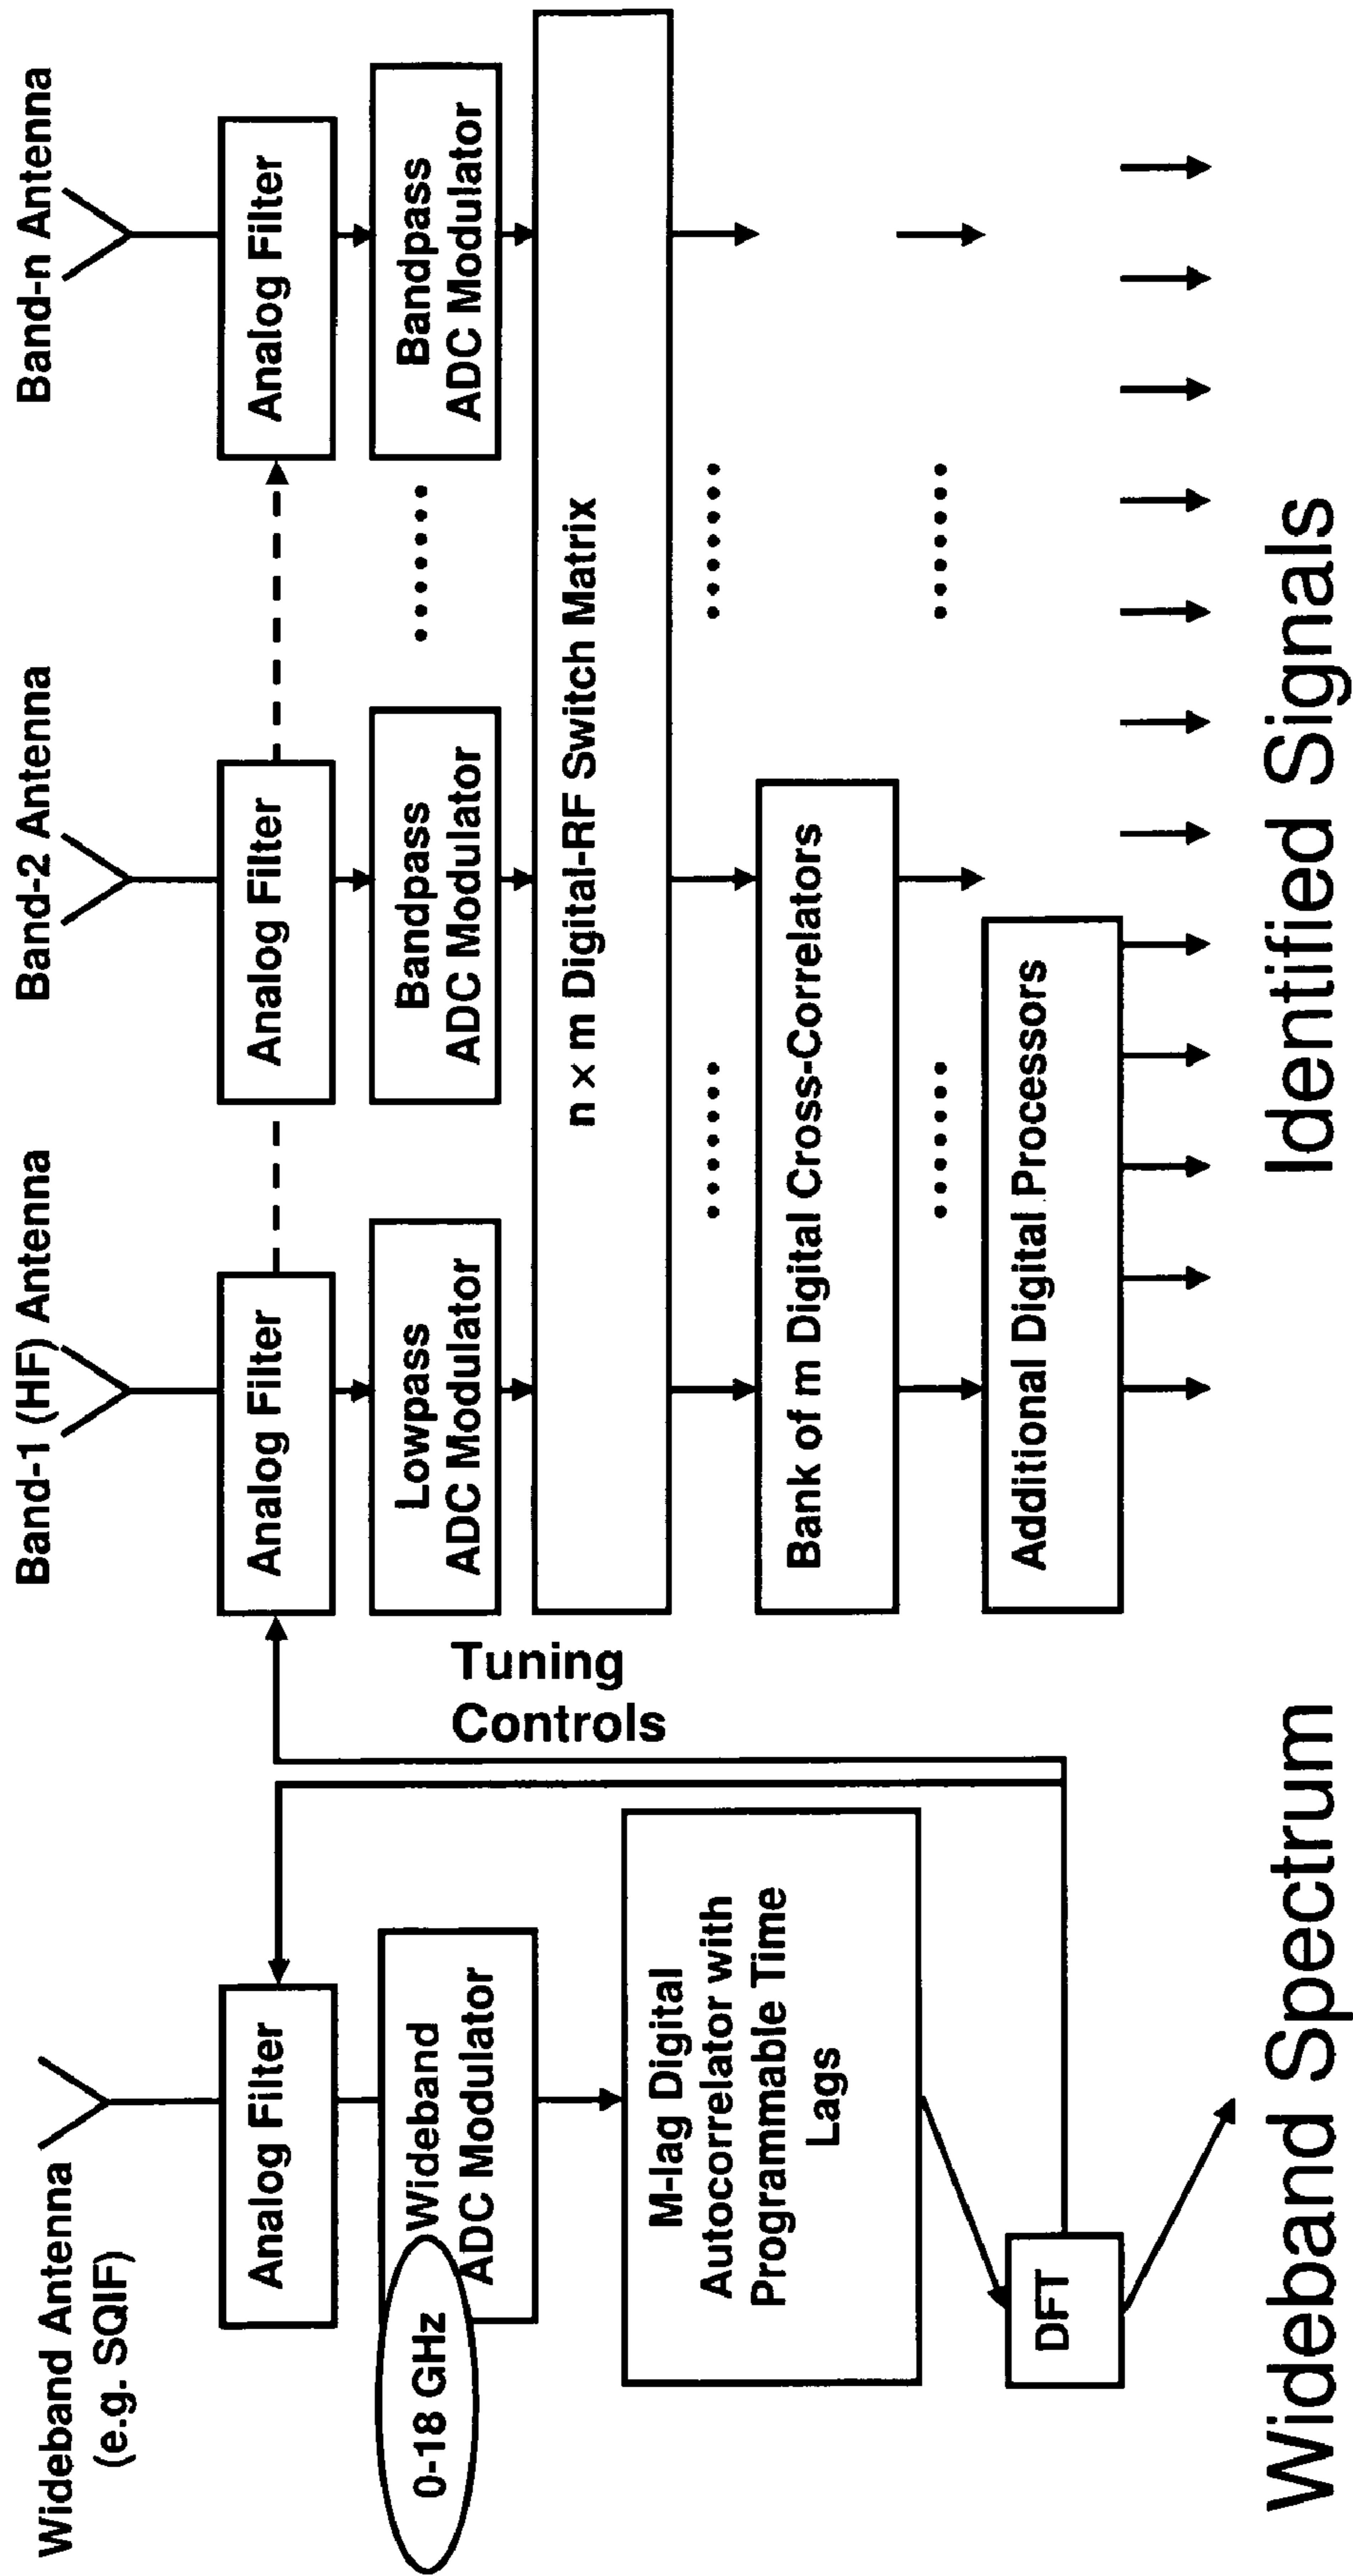 Wideband Antenna
(e.g. SQIF)
Analog Filter
0-18 GHz
Wideband
ADC Modulator
M-lag Digital
Autocorrelator with
Programmable Time
Lags
DFT
Wideband Spectrum
Tuning
Controls
Band-1 (HF) Antenna
Band-2 Antenna
Band-n Antenna
Analog Filter
Analog Filter
Analog Filter
Lowpass
ADC Modulator
Bandpass
ADC Modulator
Bandpass
ADC Modulator
n × m Digital-RF Switch Matrix
Bank of m Digital Cross-Correlators
Additional Digital Processors
Identified Signals